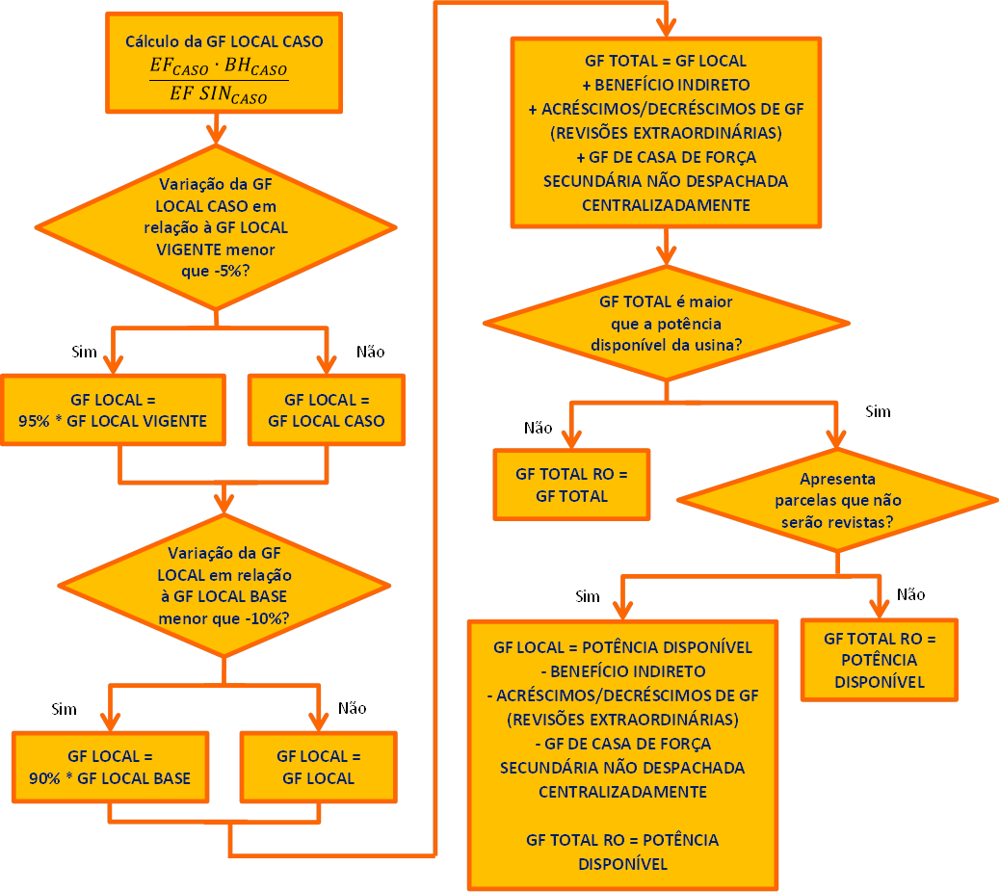 Cálculo da GF LOCAL CASO
EF_CASO · BH_CASO
EF SIN_CASO
Variação da GF
LOCAL CASO em
relação à GF LOCAL
VIGENTE menor
que -5%?
Sim
Não
GF LOCAL =
95% * GF LOCAL VIGENTE
GF LOCAL =
GF LOCAL CASO
Variação da GF
LOCAL em relação
à GF LOCAL BASE
menor que -10%?
Sim
Não
GF LOCAL =
90% * GF LOCAL BASE
GF LOCAL =
GF LOCAL
GF TOTAL = GF LOCAL
+ BENEFÍCIO INDIRETO
+ ACRÉSCIMOS/DECRÉSCIMOS DE GF
(REVISÕES EXTRAORDINÁRIAS)
+ GF DE CASA DE FORÇA
SECUNDÁRIA NÃO DESPACHADA
CENTRALIZADAMENTE
GF TOTAL é maior
que a potência
disponível da usina?
Não
Sim
GF TOTAL RO =
GF TOTAL
Apresenta
parcelas que não
serão revistas?
Sim
Não
GF LOCAL = POTÊNCIA DISPONÍVEL
- BENEFÍCIO INDIRETO
- ACRÉSCIMOS/DECRÉSCIMOS DE GF
(REVISÕES EXTRAORDINÁRIAS)
- GF DE CASA DE FORÇA
SECUNDÁRIA NÃO DESPACHADA
CENTRALIZADAMENTE
GF TOTAL RO = POTÊNCIA
DISPONÍVEL
GF TOTAL RO =
POTÊNCIA
DISPONÍVEL